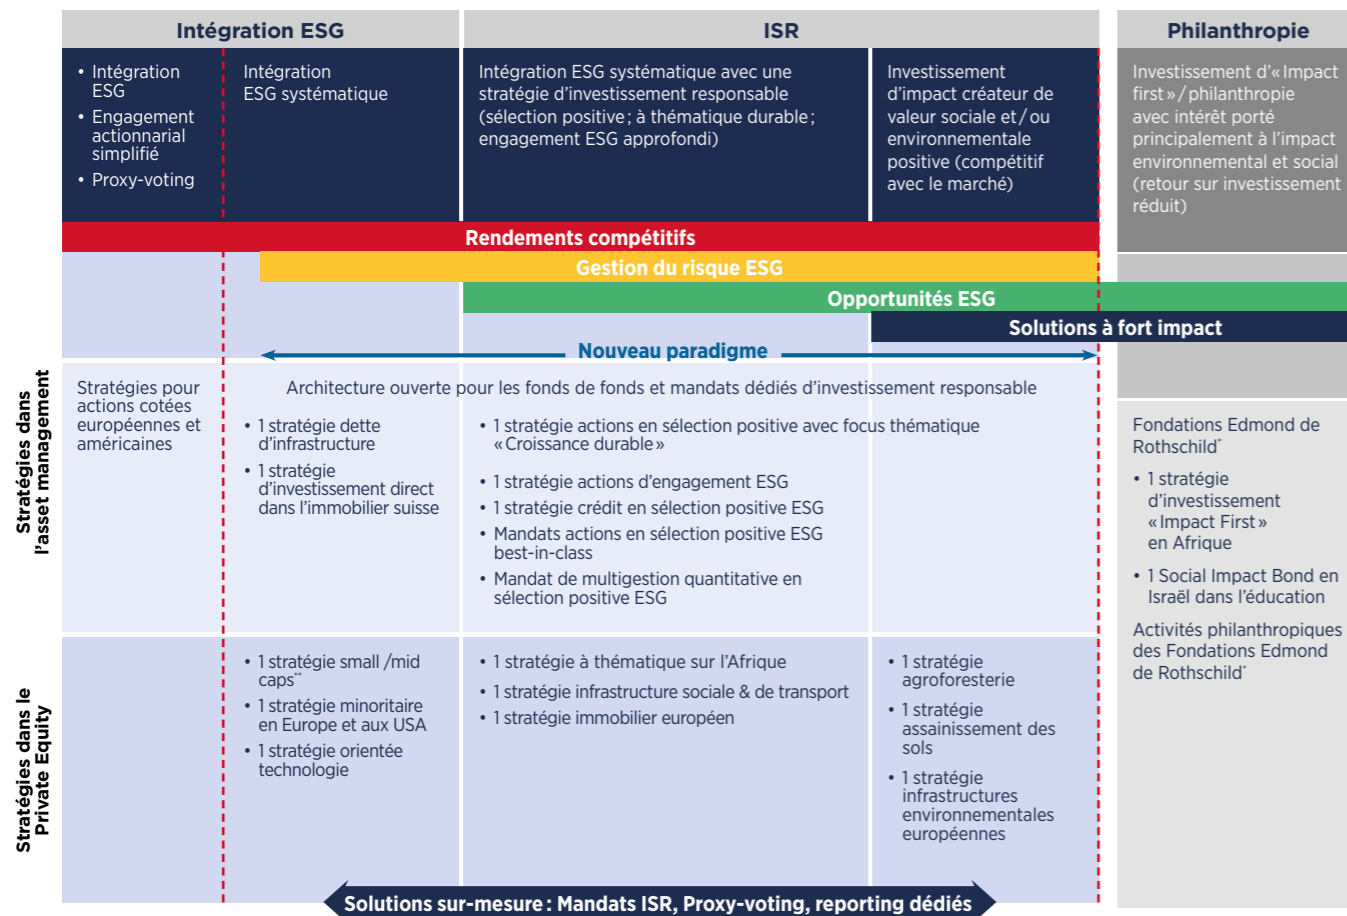 Intégration ESG
ISR
Philanthropie
• Intégration
ESG
• Engagement
actionnarial
simplifié
• Proxy-voting
Intégration
ESG systématique
Intégration ESG systématique avec une
stratégie d'investissement responsable
(sélection positive ; à thématique durable ;
engagement ESG approfondi)
Investissement
d'impact créateur de
valeur sociale et / ou
environnementale
positive (compétitif
avec le marché)
Investissement d'« Impact
first » / philanthropie
avec intérêt porté
principalement à l'impact
environnemental et social
(retour sur investissement
réduit)
Rendements compétitifs
Gestion du risque ESG
Opportunités ESG
Solutions à fort impact
Nouveau paradigme
Stratégies dans
l'asset management
Stratégies pour
actions cotées
européennes et
américaines
Architecture ouverte pour les fonds de fonds et mandats dédiés d'investissement responsable
• 1 stratégie dette
d'infrastructure
• 1 stratégie
d'investissement direct
dans l'immobilier suisse
• 1 stratégie actions en sélection positive avec focus thématique
« Croissance durable »
• 1 stratégie actions d'engagement ESG
• 1 stratégie crédit en sélection positive ESG
• Mandats actions en sélection positive ESG
best-in-class
• Mandat de multigestion quantitative en
sélection positive ESG
Fondations Edmond de
Rothschild*
• 1 stratégie
d'investissement
« Impact First »
en Afrique
• 1 Social Impact Bond en
Israël dans l'éducation
Activités philanthropiques
des Fondations Edmond
de Rothschild*
Stratégies dans le
Private Equity
• 1 stratégie small /mid
caps**
• 1 stratégie minoritaire
en Europe et aux USA
• 1 stratégie orientée
technologie
• 1 stratégie à thématique sur l'Afrique
• 1 stratégie infrastructure sociale & de transport
• 1 stratégie immobilier européen
• 1 stratégie
agroforesterie
• 1 stratégie
assainissement des
sols
• 1 stratégie
infrastructures
environnementales
européennes
Solutions sur-mesure : Mandats ISR, Proxy-voting, reporting dédiés